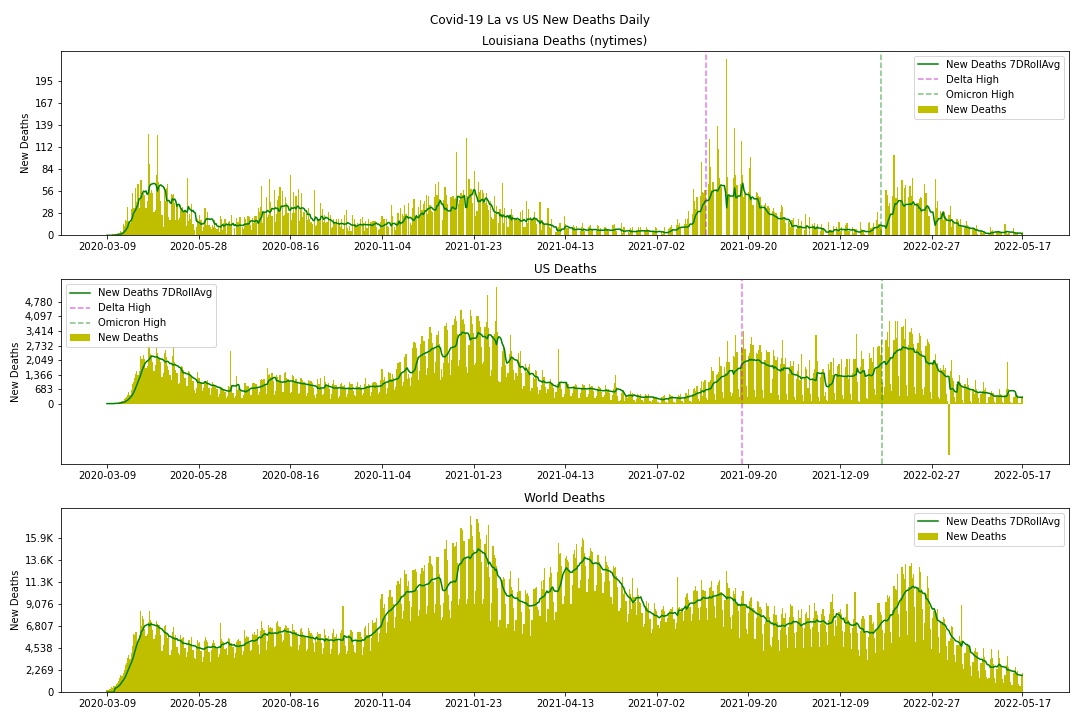 Covid-19 La vs US New Deaths Daily
Louisiana Deaths (nytimes)
New Deaths
195
167
139
112
84
56
28
0
New Deaths 7DRollAvg
Delta High
Omicron High
New Deaths
2020-03-09 2020-05-28 2020-08-16 2020-11-04 2021-01-23 2021-04-13 2021-07-02 2021-09-20 2021-12-09 2022-02-27 2022-05-17
US Deaths
New Deaths
4,780
4,097
3,414
2,732
2,049
1,366
683
0
New Deaths 7DRollAvg
Delta High
Omicron High
New Deaths
2020-03-09 2020-05-28 2020-08-16 2020-11-04 2021-01-23 2021-04-13 2021-07-02 2021-09-20 2021-12-09 2022-02-27 2022-05-17
World Deaths
New Deaths
15.9K
13.6K
11.3K
9,076
6,807
4,538
2,269
0
New Deaths 7DRollAvg
New Deaths
2020-03-09 2020-05-28 2020-08-16 2020-11-04 2021-01-23 2021-04-13 2021-07-02 2021-09-20 2021-12-09 2022-02-27 2022-05-17